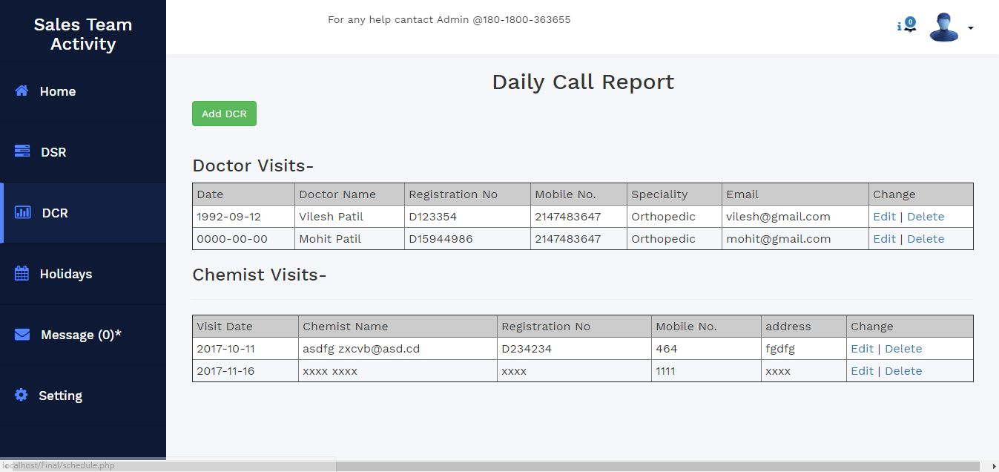 Sales Team
Activity
For any help cantact Admin @180-1800-363655
i 0
Home
DSR
DCR
Holidays
Message (0)*
Setting
Daily Call Report
Add DCR
Doctor Visits-
Date Doctor Name Registration No Mobile No. Speciality Email Change
1992-09-12 Vilesh Patil D123354 2147483647 Orthopedic vilesh@gmail.com Edit | Delete
0000-00-00 Mohit Patil D15944986 2147483647 Orthopedic mohit@gmail.com Edit | Delete
Chemist Visits-
Visit Date Chemist Name Registration No Mobile No. address Change
2017-10-11 asdfg zxcvb@asd.cd D234234 464 fgdfg Edit | Delete
2017-11-16 xxxx xxxx xxxx 1111 xxxx Edit | Delete
localhost/Final/schedule.php